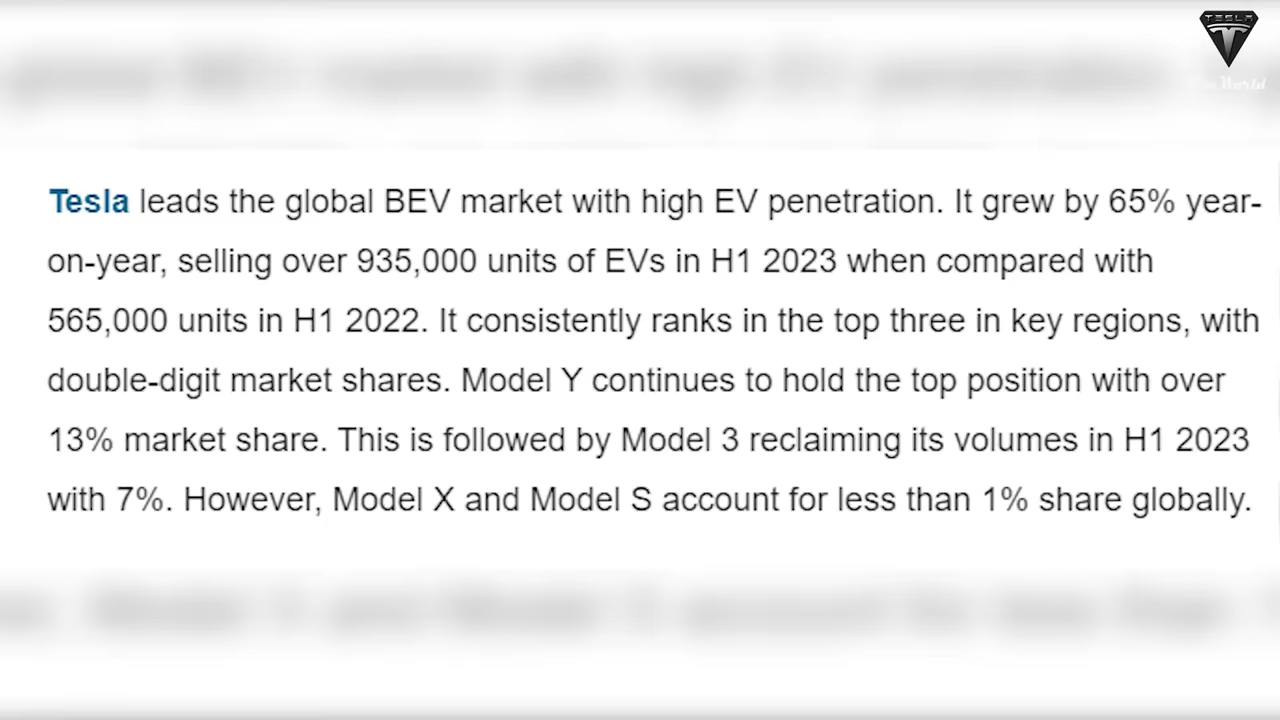 TESLA
World
Tesla leads the global BEV market with high EV penetration. It grew by 65% year-
on-year, selling over 935,000 units of EVs in H1 2023 when compared with
565,000 units in H1 2022. It consistently ranks in the top three in key regions, with
double-digit market shares. Model Y continues to hold the top position with over
13% market share. This is followed by Model 3 reclaiming its volumes in H1 2023
with 7%. However, Model X and Model S account for less than 1% share globally.